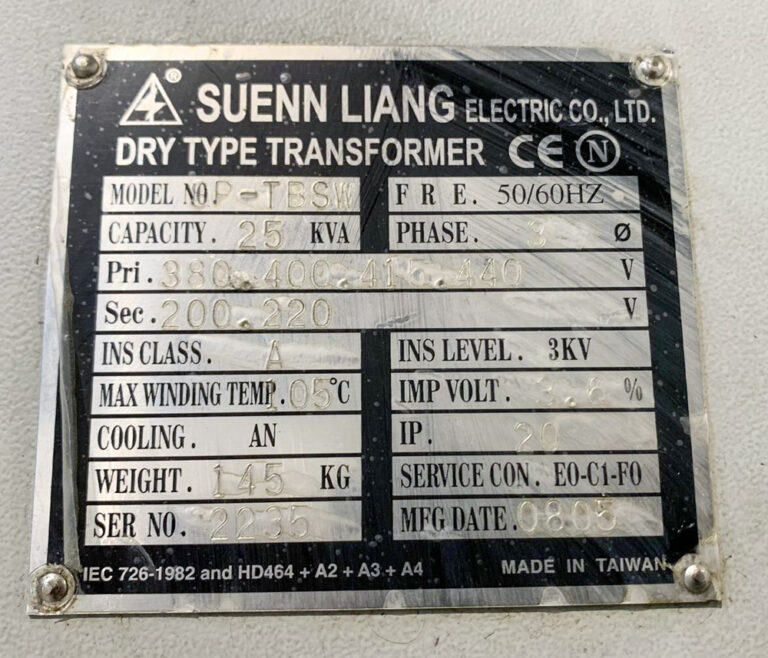 ® SUENN LIANG ELECTRIC CO., LTD.
DRY TYPE TRANSFORMER CE N
MODEL NO. P-TBSW F R E. 50/60HZ
CAPACITY. 25 KVA PHASE. 3 Ø
Pri. 380.400.415.440 V
Sec. 200.220 V
INS CLASS. A INS LEVEL. 3KV
MAX WINDING TEMP. 105°C IMP VOLT. %
COOLING. AN IP. 20
WEIGHT. 145 KG SERVICE CON. E0-C1-F0
SER NO. 2235 MFG DATE. 0805
IEC 726-1982 and HD464 + A2 + A3 + A4 MADE IN TAIWAN